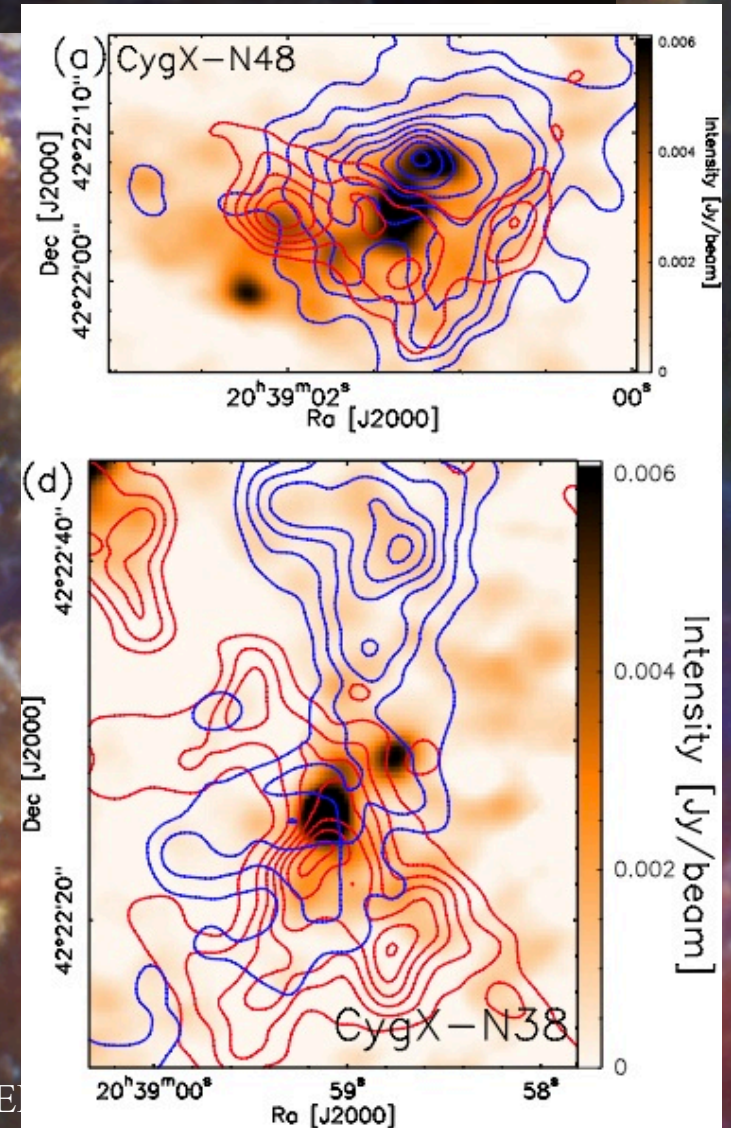 (a) CygX-N48
0.006
0.004
0.002
0
Intensity [Jy/beam]
Dec [J2000]
42°22'10"
42°22'00"
20ʰ39ᵐ02ˢ
00ˢ
Ra [J2000]
(d)
0.006
0.004
0.002
0
Intensity [Jy/beam]
Dec [J2000]
42°22'40"
42°22'20"
CygX-N38
20ʰ39ᵐ00ˢ
59ˢ
58ˢ
Ra [J2000]